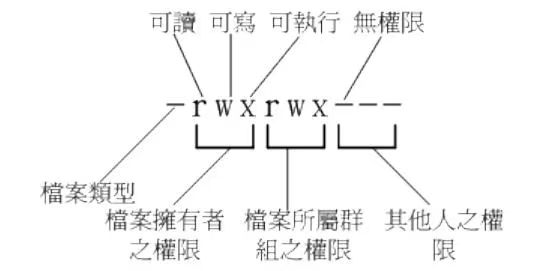 可讀 可寫 可執行 無權限
-rwxrwx---
檔案類型
檔案擁有者
之權限
檔案所屬群
組之權限
其他人之權
限